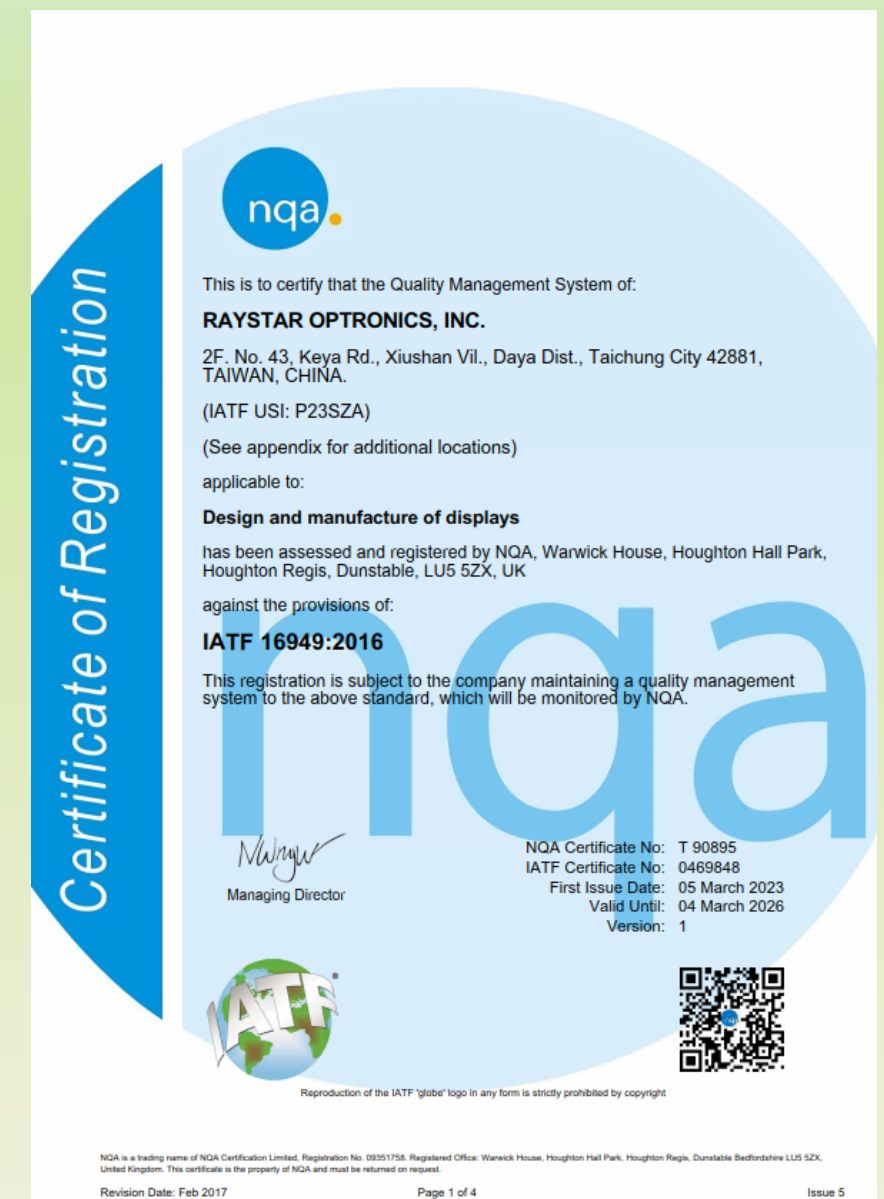 Certificate of Registration
nqa.
This is to certify that the Quality Management System of:
RAYSTAR OPTRONICS, INC.
2F. No. 43, Keya Rd., Xiushan Vil., Daya Dist., Taichung City 42881,
TAIWAN, CHINA.
(IATF USI: P23SZA)
(See appendix for additional locations)
applicable to:
Design and manufacture of displays
has been assessed and registered by NQA, Warwick House, Houghton Hall Park,
Houghton Regis, Dunstable, LU5 5ZX, UK
against the provisions of:
IATF 16949:2016
This registration is subject to the company maintaining a quality management
system to the above standard, which will be monitored by NQA.
nqa
Managing Director
NQA Certificate No: T 90895
IATF Certificate No: 0469848
First Issue Date: 05 March 2023
Valid Until: 04 March 2026
Version: 1
IATF
nqa
Reproduction of the IATF 'globe' logo in any form is strictly prohibited by copyright
NQA is a trading name of NQA Certification Limited, Registration No. 09351758. Registered Office: Warwick House, Houghton Hall Park, Houghton Regis, Dunstable Bedfordshire LU5 5ZX,
United Kingdom. This certificate is the property of NQA and must be returned on request.
Revision Date: Feb 2017 Page 1 of 4 Issue 5